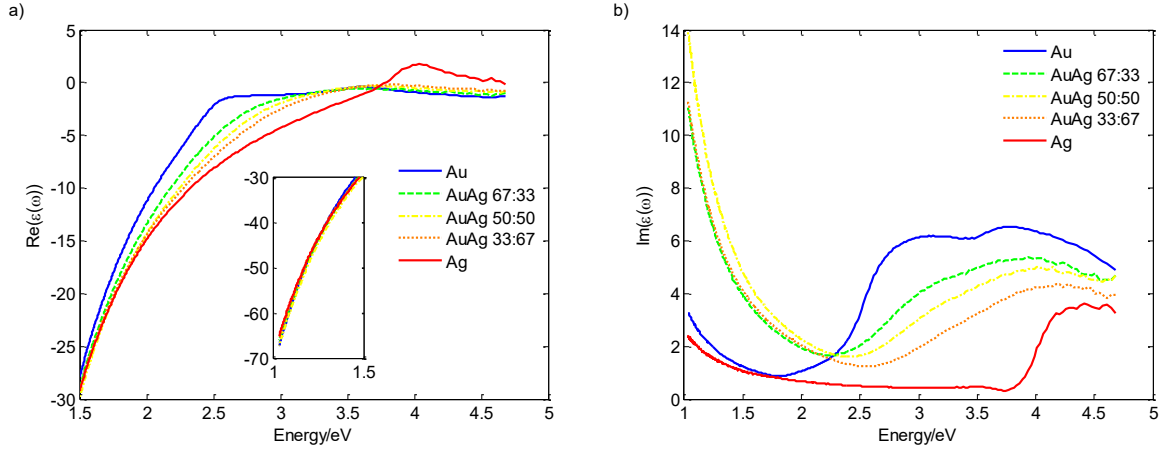 a)
5
0
-5
-10
-15
-20
-25
-30
Re(ε(ω))
1.5
2
2.5
3
3.5
4
4.5
5
Energy/eV
Au
AuAg 67:33
AuAg 50:50
AuAg 33:67
Ag
-30
-40
-50
-60
-70
1
1.5
b)
14
12
10
8
6
4
2
0
Im(ε(ω))
1
1.5
2
2.5
3
3.5
4
4.5
5
Energy/eV
Au
AuAg 67:33
AuAg 50:50
AuAg 33:67
Ag